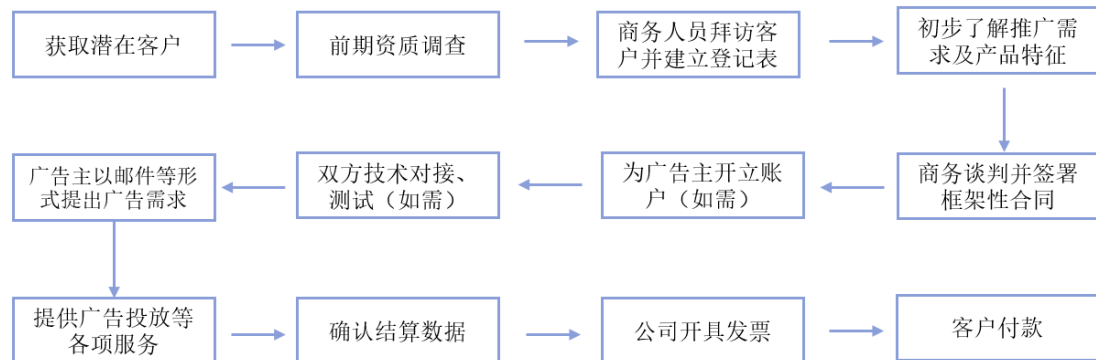 获取潜在客户
前期资质调查
商务人员拜访客
户并建立登记表
初步了解推广需
求及产品特征
商务谈判并签署
框架性合同
为广告主开立账
户（如需）
双方技术对接、
测试（如需）
广告主以邮件等形
式提出广告需求
提供广告投放等
各项服务
确认结算数据
公司开具发票
客户付款